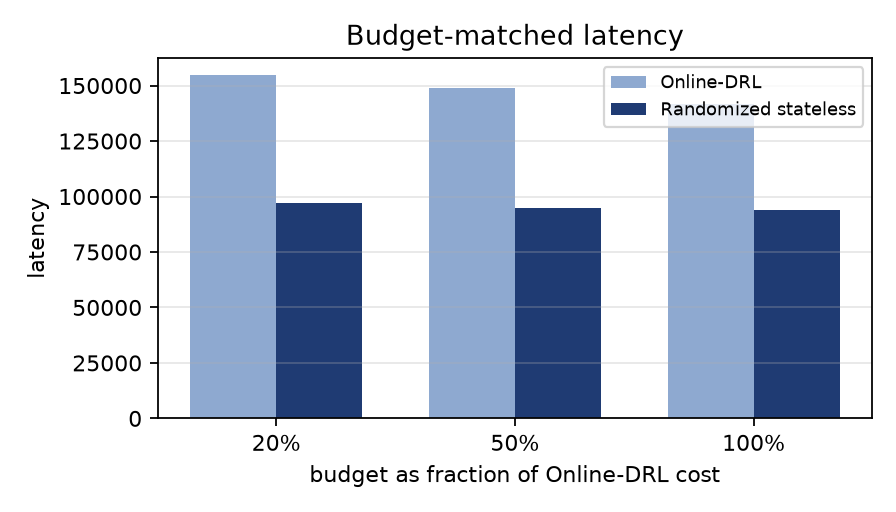 Budget-matched latency
Online-DRL
Randomized stateless
150000
125000
100000
75000
50000
25000
0
latency
20% 50% 100%
budget as fraction of Online-DRL cost